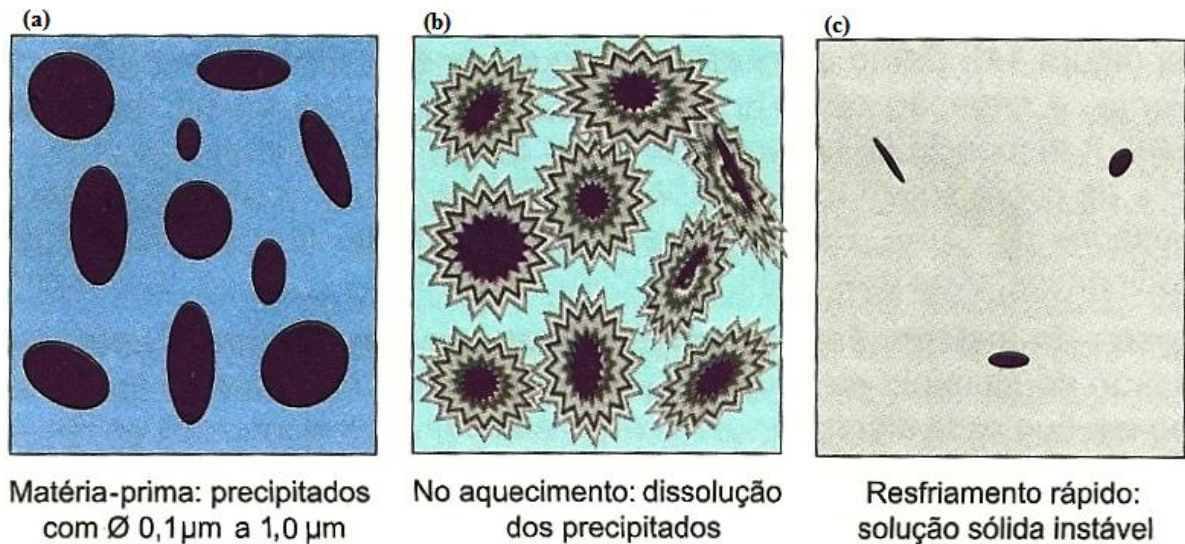 (a)
(b)
(c)
Matéria-prima: precipitados
com Ø 0,1µm a 1,0 µm
No aquecimento: dissolução
dos precipitados
Resfriamento rápido:
solução sólida instável